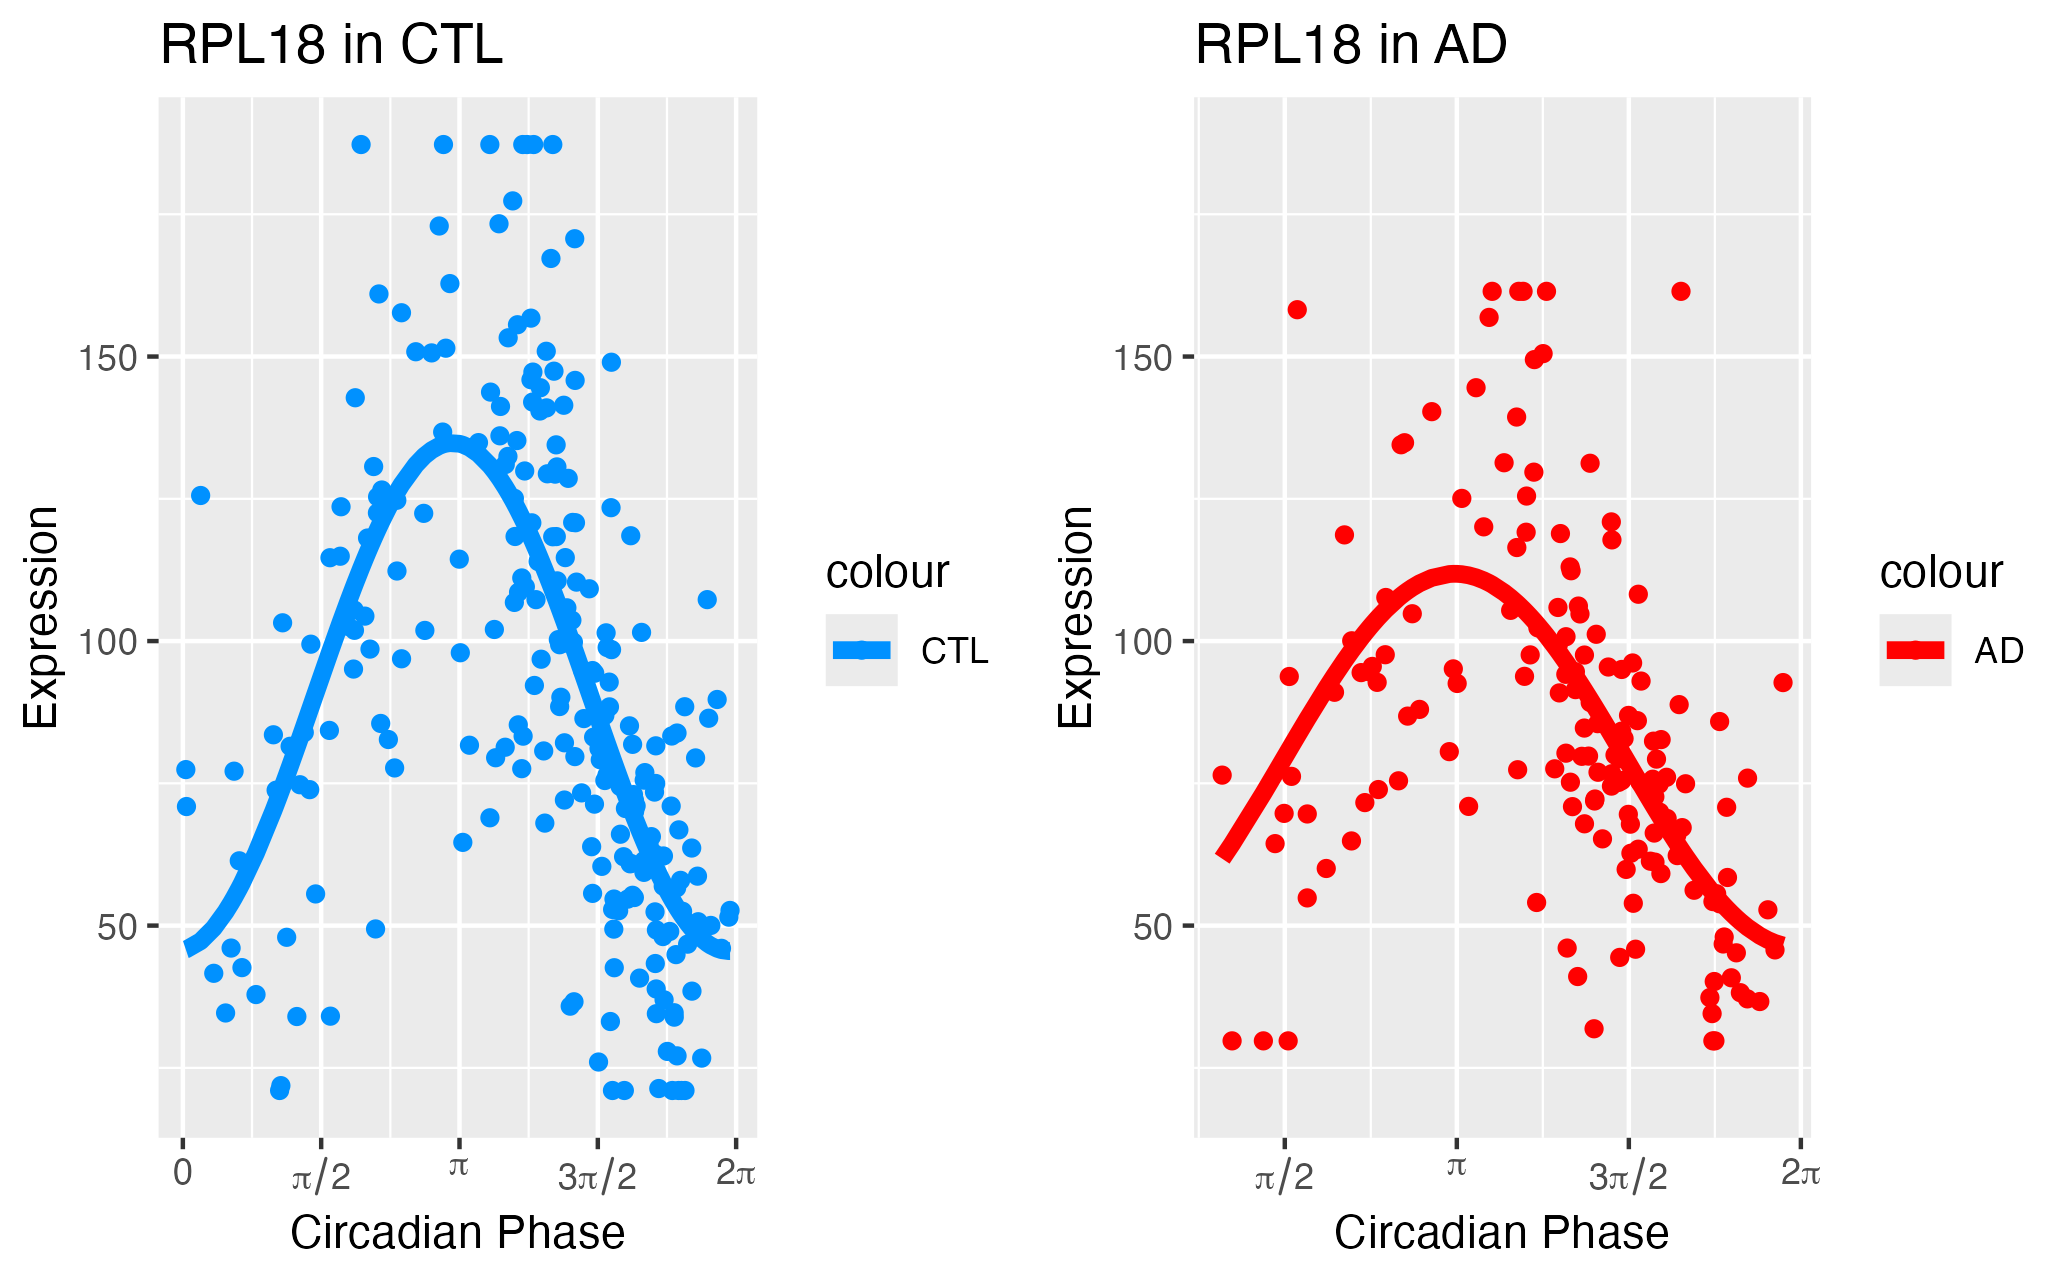 RPL18 in CTL
Expression
150
100
50
0 π/2 π 3π/2 2π
Circadian Phase
colour
CTL
RPL18 in AD
Expression
150
100
50
π/2 π 3π/2 2π
Circadian Phase
colour
AD